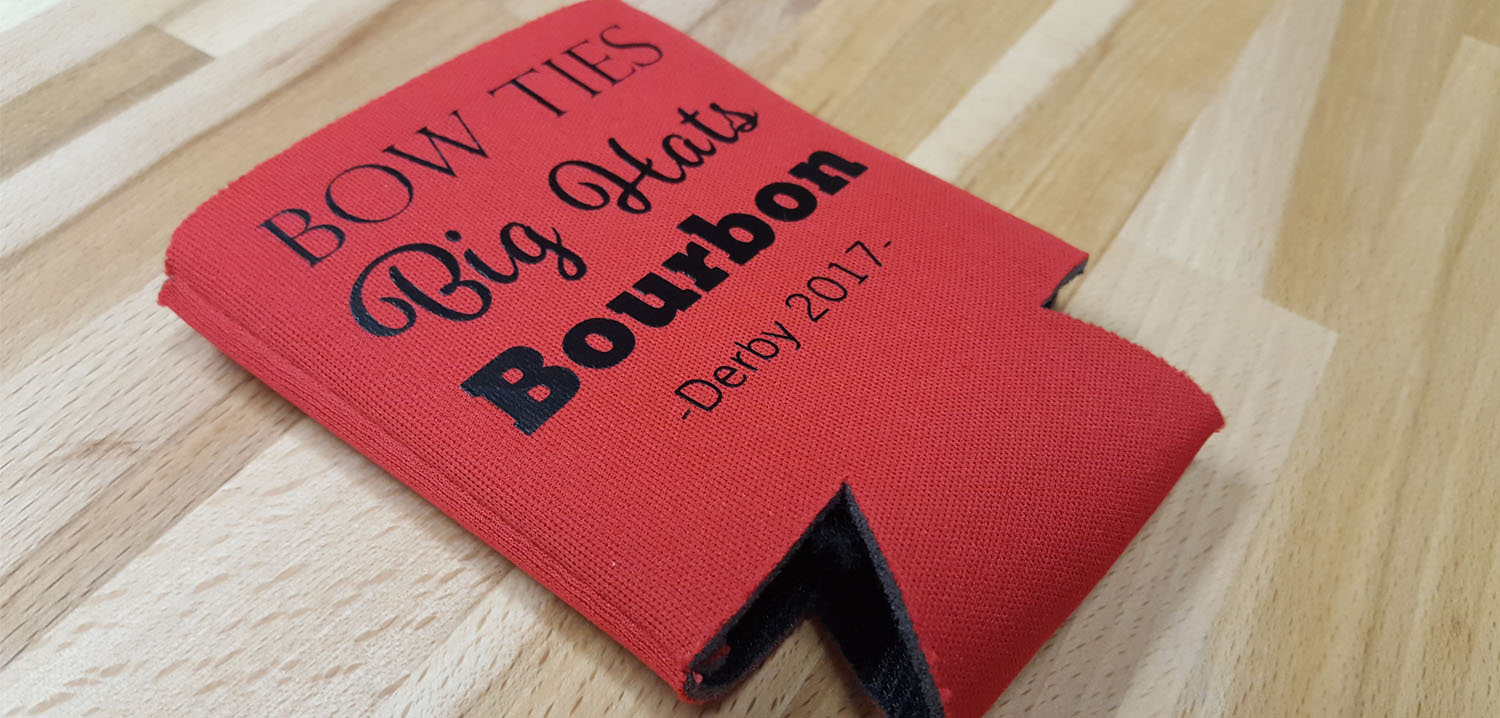 BOW TIES
Big Hats
Bourbon
-Derby 2017-